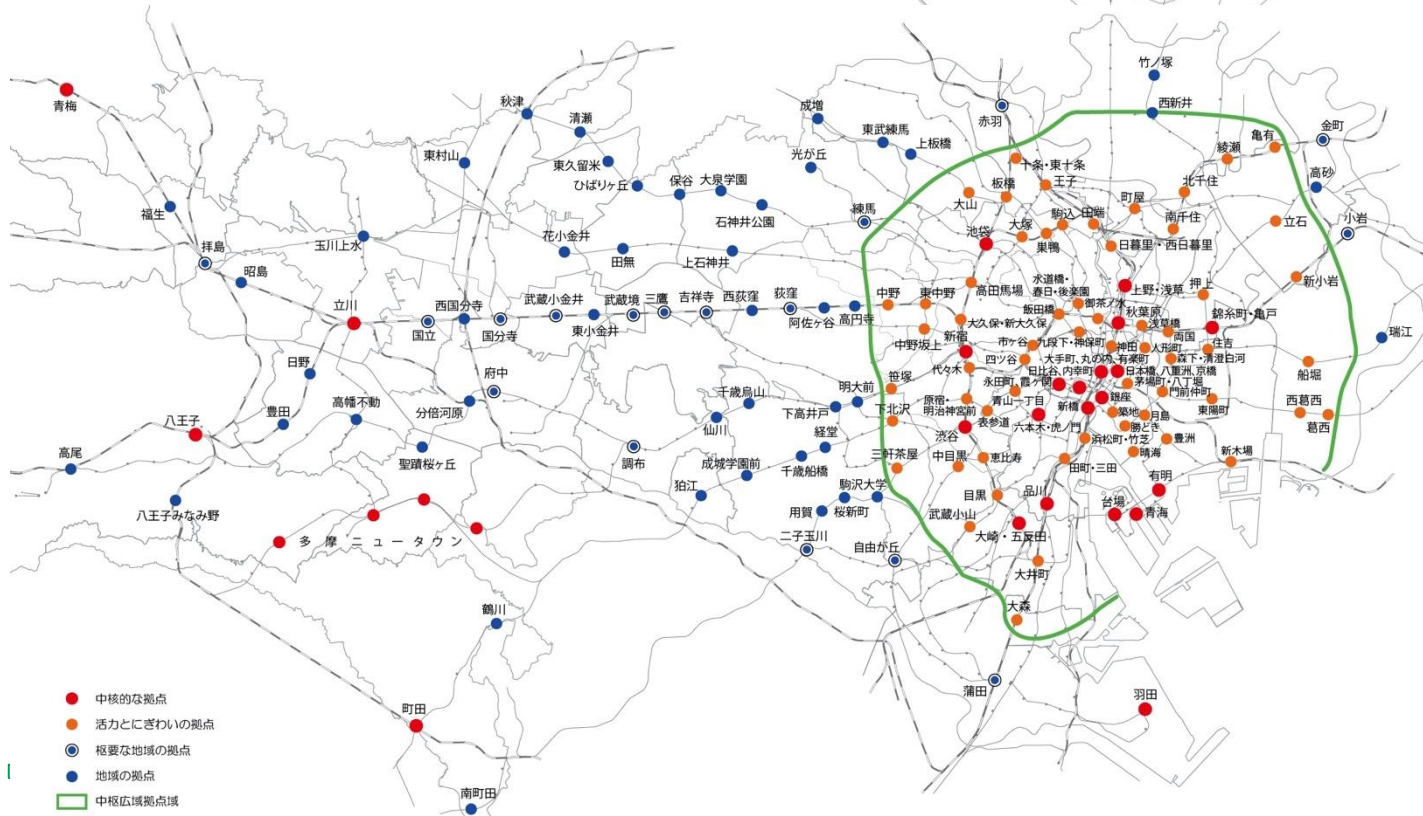 竹ノ塚
青梅
秋津
成増
西新井
清瀬
赤羽
金町
亀有
東村山
東久留米
東武練馬
上板橋
光が丘
十条・東十条
綾瀬
高砂
ひばりヶ丘
保谷
大泉学園
板橋
王子
北千住
福生
大山
町屋
小岩
石神井公園
練馬
駒込
田端
南千住
立石
玉川上水
花小金井
池袋
大塚
巣鴨
日暮里・西日暮里
拝島
田無
上石神井
昭島
水道橋・
春日・後楽園
上野・浅草
押上
新小岩
立川
武蔵小金井
武蔵境
三鷹
吉祥寺
西荻窪
荻窪
中野
東中野
高田馬場
飯田橋
御茶ノ水
秋葉原
錦糸町・亀戸
西国分寺
国立
国分寺
東小金井
阿佐ヶ谷
高円寺
大久保・新大久保
浅草橋
両国
瑞江
中野坂上
新宿
市ヶ谷
九段下・神保町
神田
人形町
住吉
日野
四ツ谷
大手町、丸の内、有楽町
森下・清澄白河
船堀
府中
代々木
日比谷、内幸町
日本橋、八重洲、京橋
笹塚
永田町、霞ヶ関
茅場町・八丁堀
千歳烏山
明大前
原宿・
明治神宮前
青山一丁目
銀座
門前仲町
豊田
高幡不動
分倍河原
下高井戸
下北沢
表参道
新橋
築地
月島
東陽町
西葛西
葛西
八王子
仙川
渋谷
六本木・虎ノ門
勝どき
聖蹟桜ヶ丘
調布
経堂
浜松町・竹芝
豊洲
高尾
成城学園前
千歳船橋
三軒茶屋
中目黒
恵比寿
晴海
新木場
田町・三田
狛江
駒沢大学
目黒
品川
有明
八王子みなみ野
用賀
桜新町
武蔵小山
台場
青海
多摩ニュータウン
二子玉川
自由が丘
大崎・五反田
大井町
鶴川
大森
蒲田
羽田
町田
南町田
中核的な拠点
活力とにぎわいの拠点
枢要な地域の拠点
地域の拠点
中枢広域拠点域